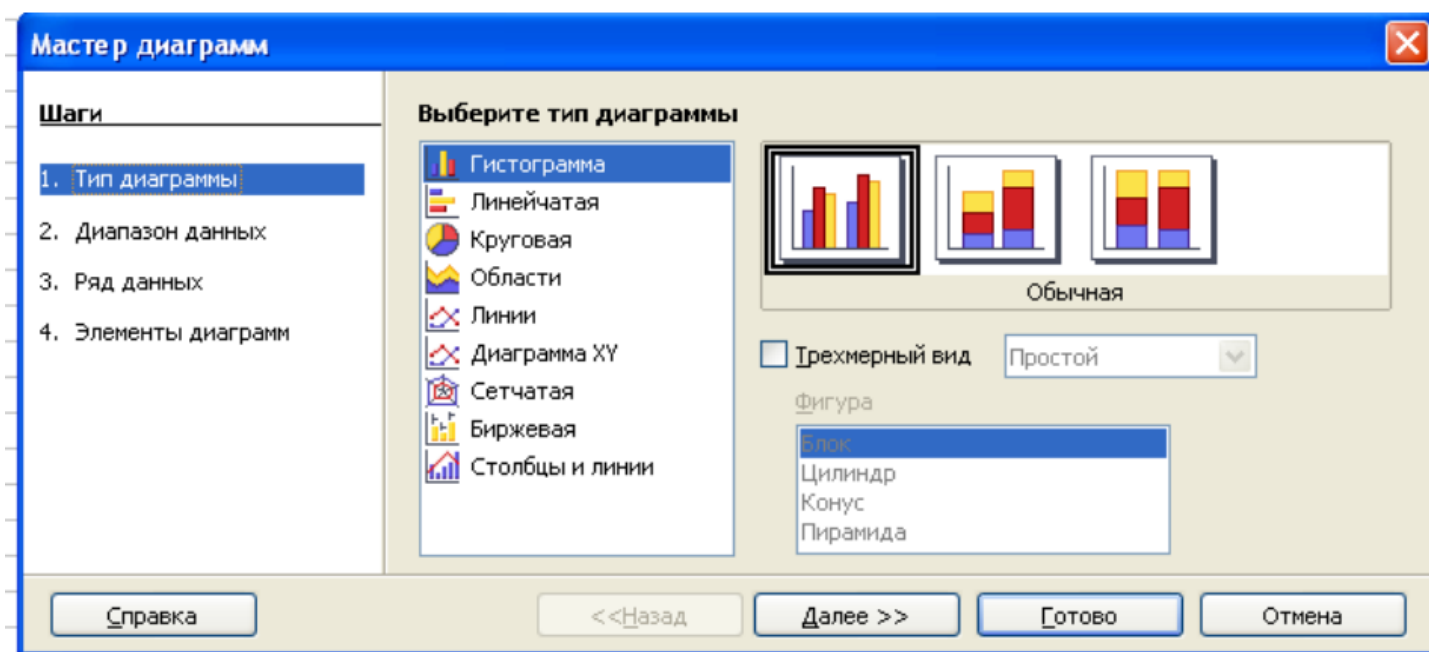 Мастер диаграмм
Шаги
1. Тип диаграммы
2. Диапазон данных
3. Ряд данных
4. Элементы диаграмм
Выберите тип диаграммы
Гистограмма
Линейчатая
Круговая
Области
Линии
Диаграмма XY
Сетчатая
Биржевая
Столбцы и линии
Обычная
Трехмерный вид
Простой
Фигура
Блок
Цилиндр
Конус
Пирамида
Справка
<<Назад
Далее >>
Готово
Отмена